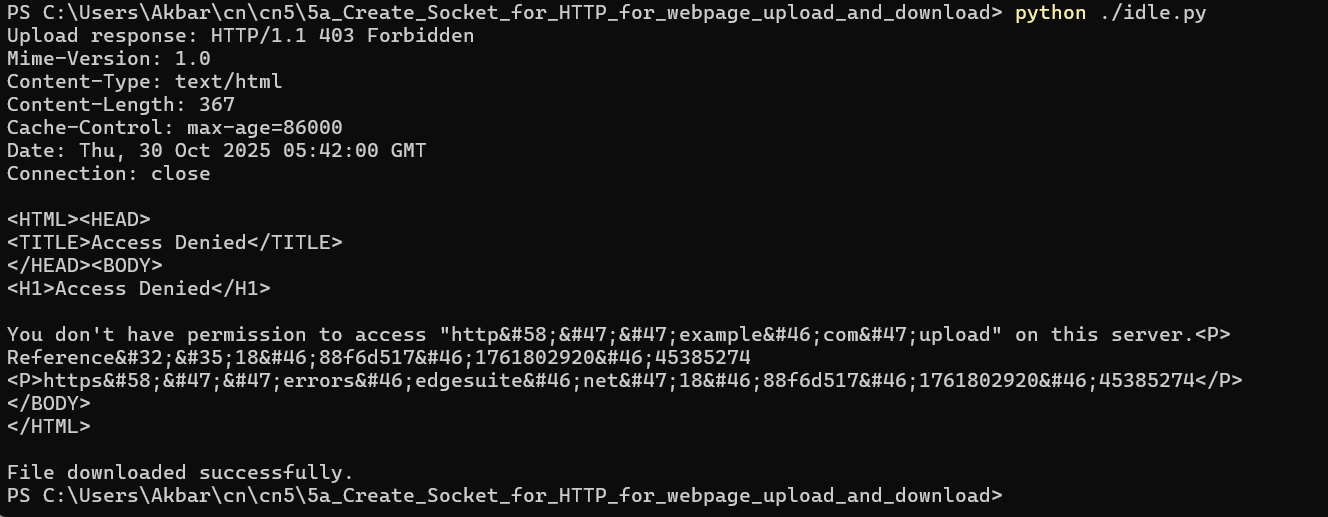 PS C:\Users\Akbar\cn\cn5\5a_Create_Socket_for_HTTP_for_webpage_upload_and_download> python ./idle.py
Upload response: HTTP/1.1 403 Forbidden
Mime-Version: 1.0
Content-Type: text/html
Content-Length: 367
Cache-Control: max-age=86000
Date: Thu, 30 Oct 2025 05:42:00 GMT
Connection: close

<HTML><HEAD>
<TITLE>Access Denied</TITLE>
</HEAD><BODY>
<H1>Access Denied</H1>

You don't have permission to access "http&#58;&#47;&#47;example&#46;com&#47;upload" on this server.<P>
Reference&#32;&#35;18&#46;88f6d517&#46;1761802920&#46;45385274
<P>https&#58;&#47;&#47;errors&#46;edgesuite&#46;net&#47;18&#46;88f6d517&#46;1761802920&#46;45385274</P>
</BODY>
</HTML>

File downloaded successfully.
PS C:\Users\Akbar\cn\cn5\5a_Create_Socket_for_HTTP_for_webpage_upload_and_download>